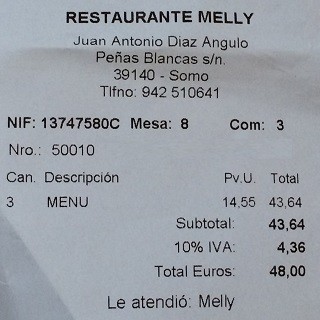 RESTAURANTE MELLY
Juan Antonio Diaz Angulo
Peñas Blancas s/n.
39140 - Somo
Tlfno: 942 510641
NIF: 13747580C Mesa: 8 Com: 3
Nro.: 50010
Can. Descripción Pv.U. Total
3 MENU 14,55 43,64
Subtotal: 43,64
10% IVA: 4,36
Total Euros: 48,00
Le atendió: Melly